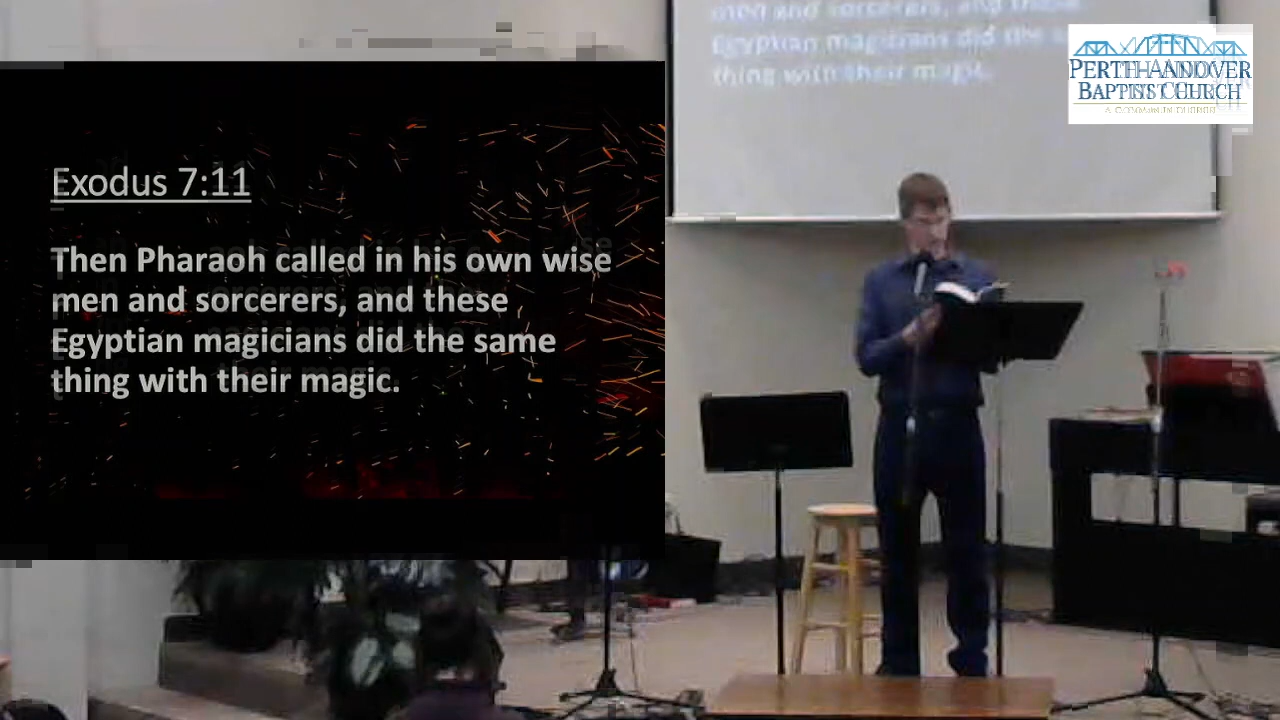 Exodus 7:11
Then Pharaoh called in his own wise
men and sorcerers, and these
Egyptian magicians did the same
thing with their magic.
men and sorcerers, and these
Egyptian magicians did the
thing with their magic.
PERTH-ANDOVER
BAPTIST CHURCH